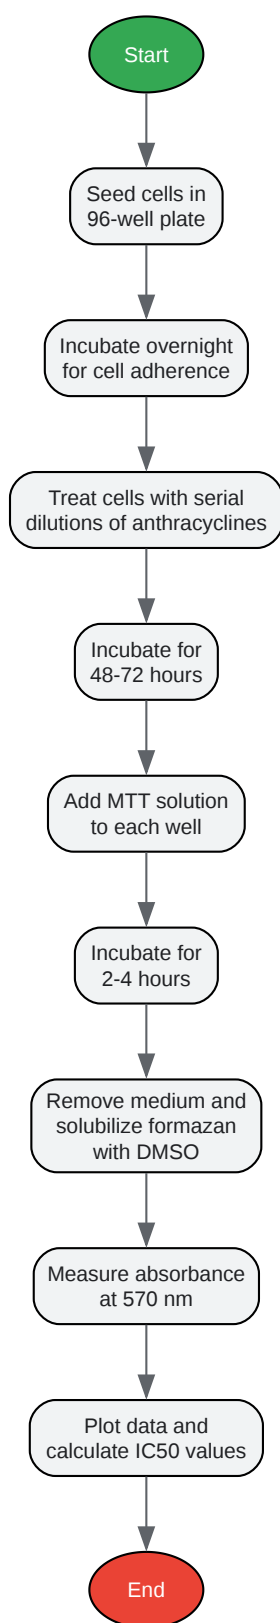 Start
Seed cells in
96-well plate
Incubate overnight
for cell adherence
Treat cells with serial
dilutions of anthracyclines
Incubate for
48-72 hours
Add MTT solution
to each well
Incubate for
2-4 hours
Remove medium and
solubilize formazan
with DMSO
Measure absorbance
at 570 nm
Plot data and
calculate IC50 values
End